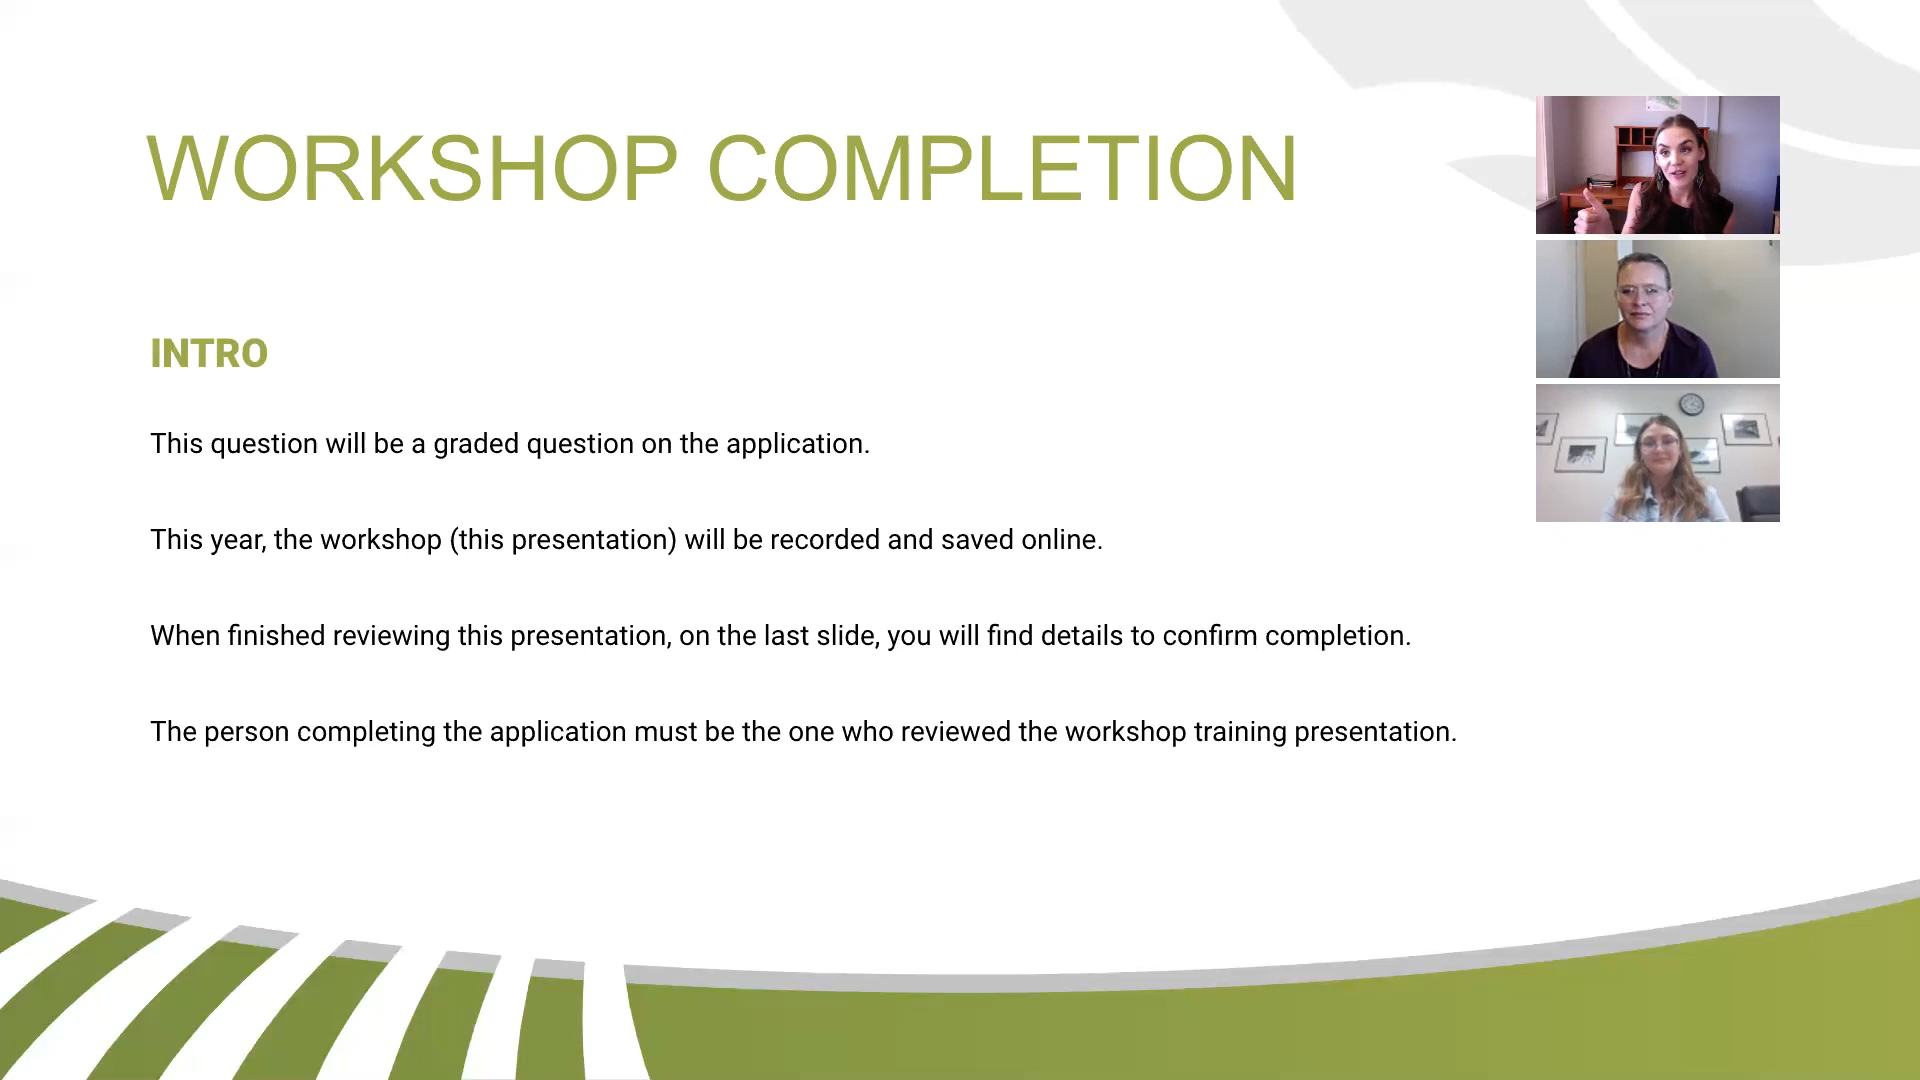 WORKSHOP COMPLETION
INTRO
This question will be a graded question on the application.
This year, the workshop (this presentation) will be recorded and saved online.
When finished reviewing this presentation, on the last slide, you will find details to confirm completion.
The person completing the application must be the one who reviewed the workshop training presentation.